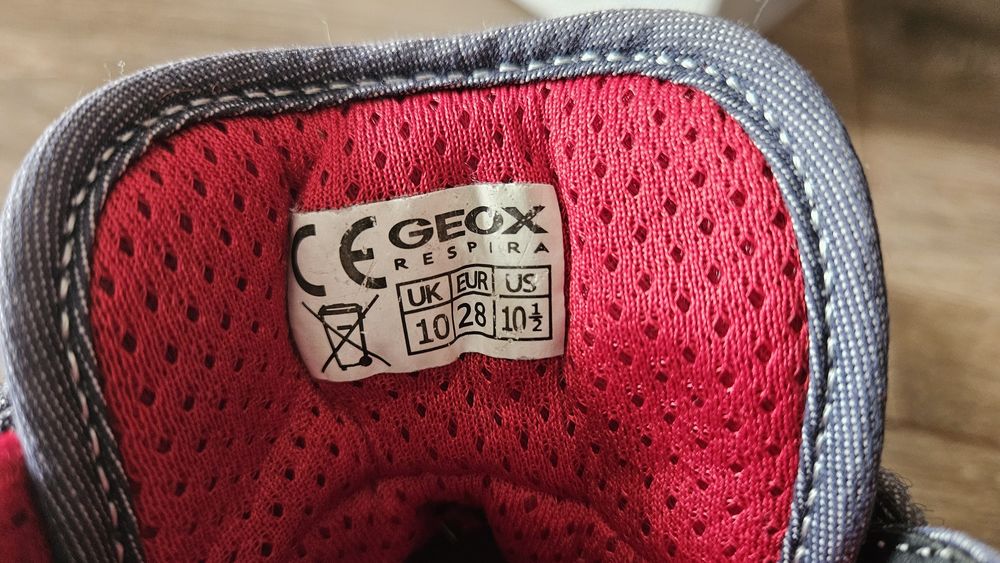 CE GEOX
RESPIRA
UK EUR US
10 28 10½